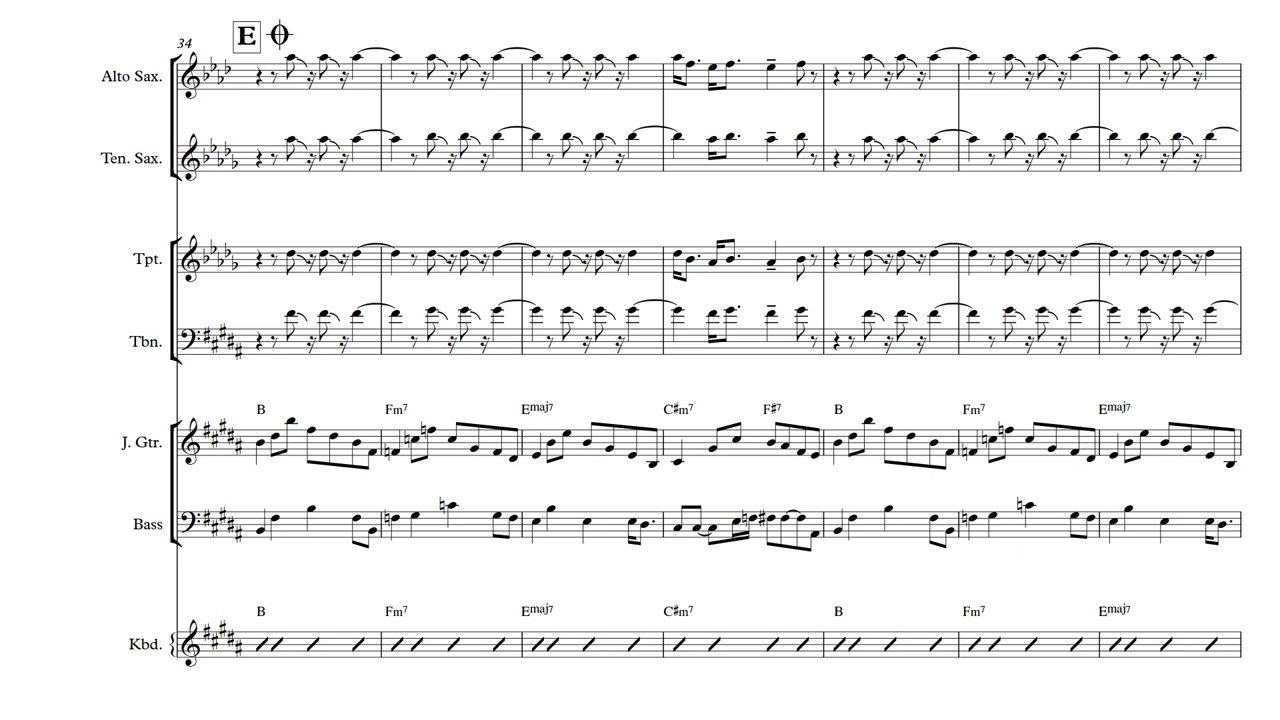 E
34
Alto Sax.
Ten. Sax.
Tpt.
Tbn.
B Fm7 Emaj7 C♯m7 F♯7 B Fm7 Emaj7
J. Gtr.
Bass
B Fm7 Emaj7 C♯m7 B Fm7 Emaj7
Kbd.